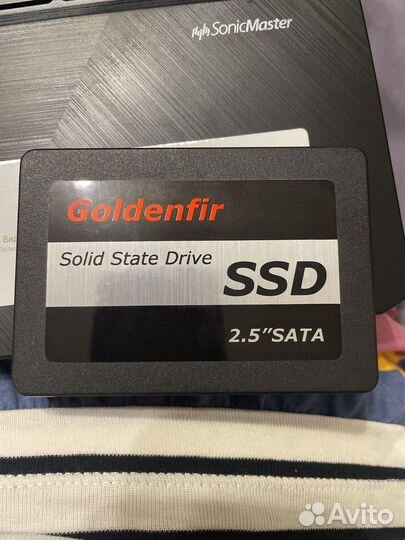 SonicMaster
Goldenfir
Solid State Drive
SSD
2.5”SATA
Avito